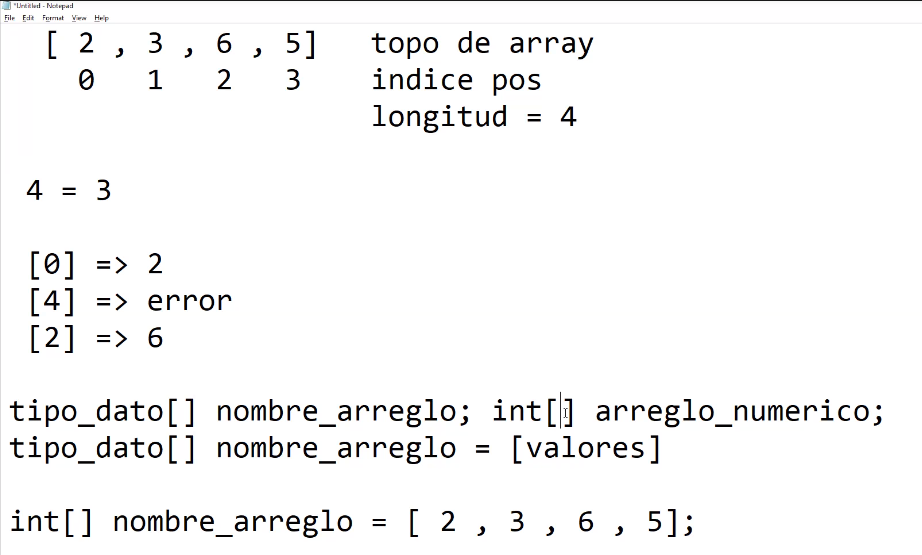 *Untitled - Notepad
File Edit Format View Help
[ 2 , 3 , 6 , 5] topo de array
0 1 2 3 indice pos
longitud = 4
4 = 3
[0] => 2
[4] => error
[2] => 6
tipo_dato[] nombre_arreglo; int[] arreglo_numerico;
tipo_dato[] nombre_arreglo = [valores]
int[] nombre_arreglo = [ 2 , 3 , 6 , 5];